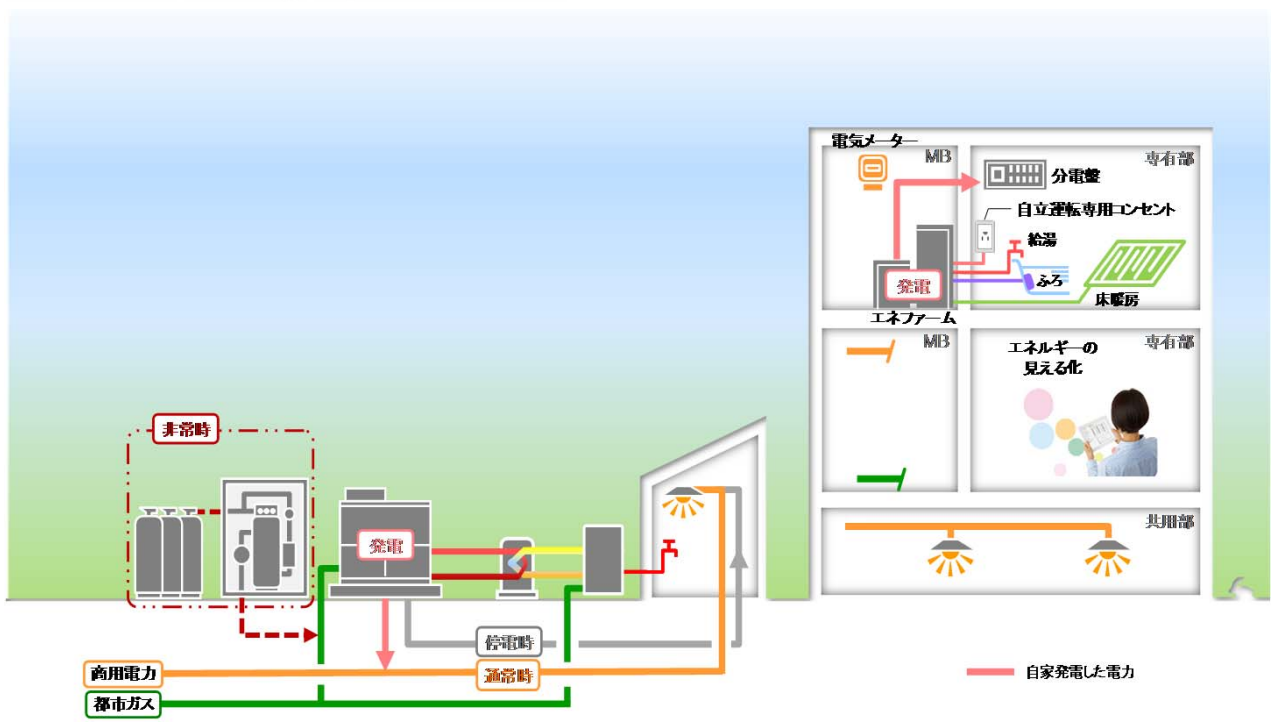 電気メーター
MB
専有部
分電盤
自立運転専用コンセント
給湯
発電
ふろ
床暖房
エネファーム
MB
専有部
エネルギーの
見える化
共用部
非常時
発電
停電時
商用電力
通常時
都市ガス
自家発電した電力